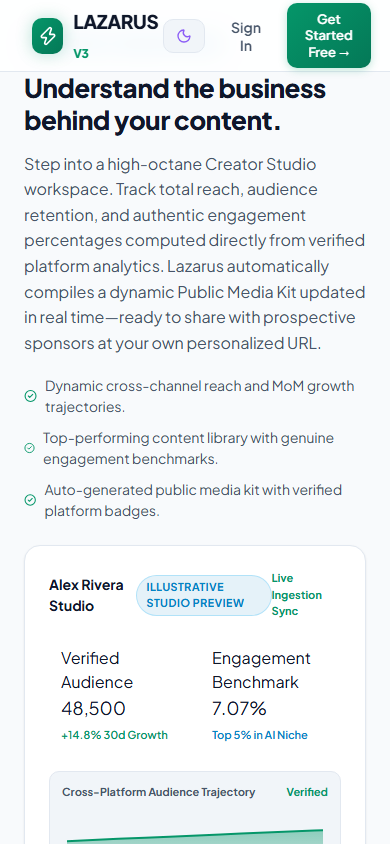 LAZARUS
V3
Sign
In
Get
Started
Free →
Understand the business
behind your content.
Step into a high-octane Creator Studio
workspace. Track total reach, audience
retention, and authentic engagement
percentages computed directly from verified
platform analytics. Lazarus automatically
compiles a dynamic Public Media Kit updated
in real time—ready to share with prospective
sponsors at your own personalized URL.
Dynamic cross-channel reach and MoM growth
trajectories.
Top-performing content library with genuine
engagement benchmarks.
Auto-generated public media kit with verified
platform badges.
Alex Rivera
Studio
ILLUSTRATIVE
STUDIO PREVIEW
Live
Ingestion
Sync
Verified
Audience
48,500
+14.8% 30d Growth
Engagement
Benchmark
7.07%
Top 5% in AI Niche
Cross-Platform Audience Trajectory
Verified